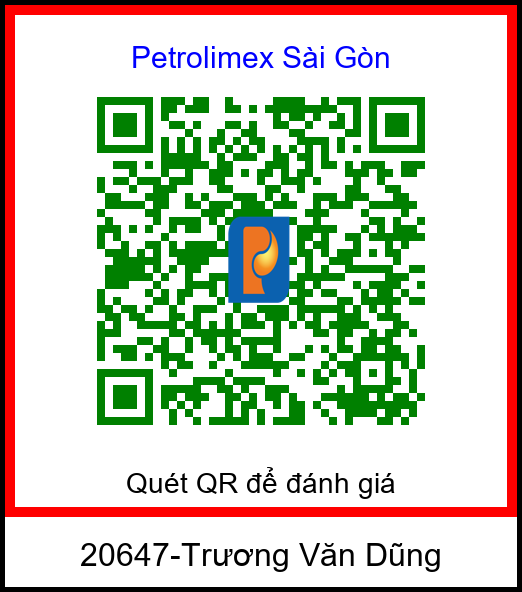 Petrolimex Sài Gòn
Quét QR để đánh giá
20647-Trương Văn Dũng